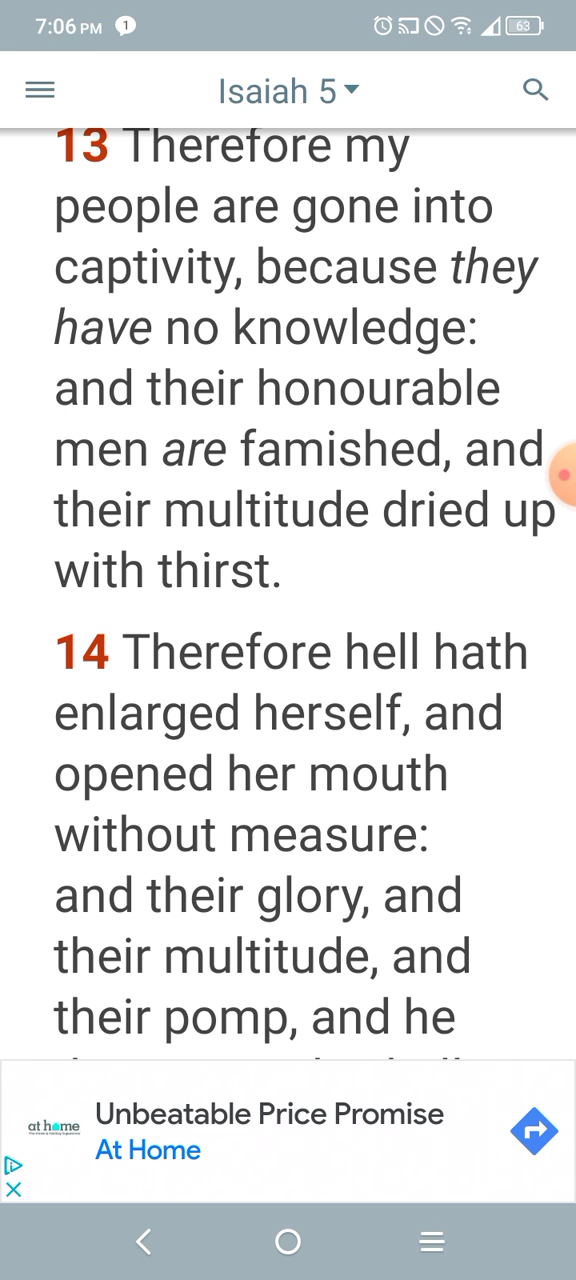 7:06 PM 1 63
Isaiah 5
13 Therefore my
people are gone into
captivity, because they
have no knowledge:
and their honourable
men are famished, and
their multitude dried up
with thirst.
14 Therefore hell hath
enlarged herself, and
opened her mouth
without measure:
and their glory, and
their multitude, and
their pomp, and he
Unbeatable Price Promise
at home
At Home